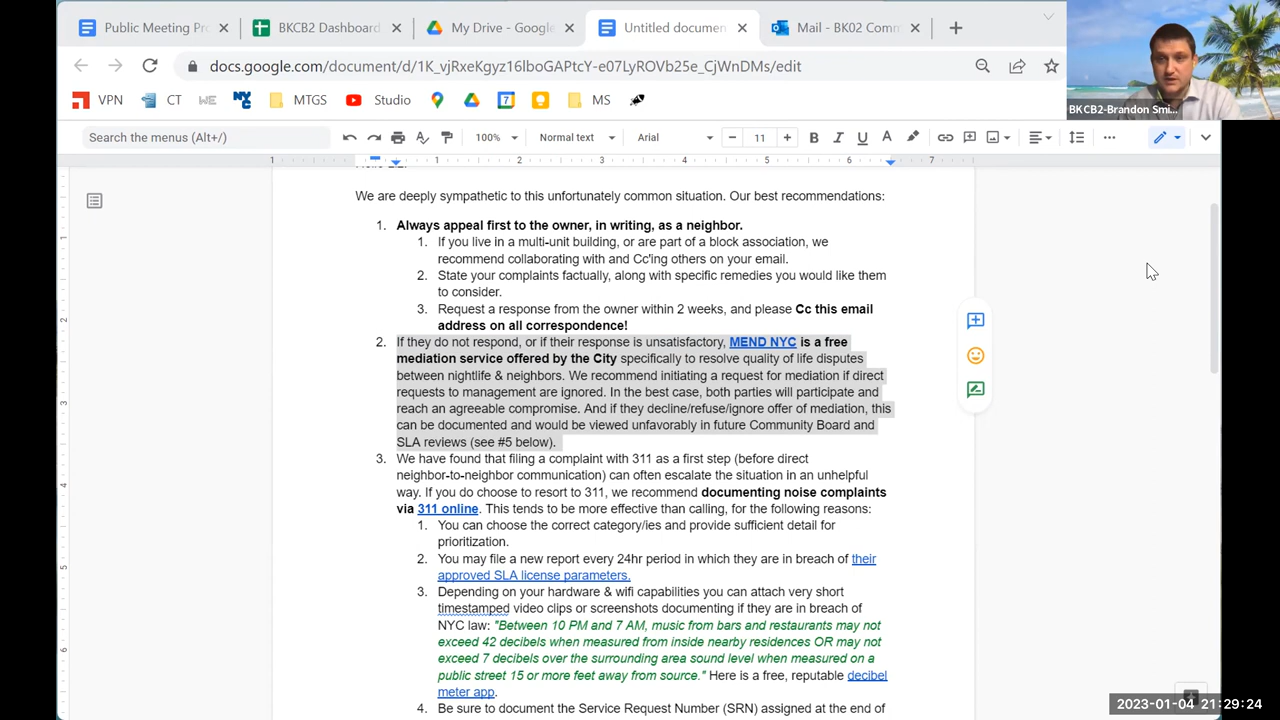 Public Meeting Pr
BKCB2 Dashboard
My Drive - Google
Untitled documen
Mail - BK02 Comm
docs.google.com/document/d/1K_vjRxmgyz16lboGAPtcY-e07LyROVb25e_CjWnDMs/edit
VPN
CT
WE
MTGS
Studio
7
MS
BKCB2-Brandon Smi...
Search the menus (Alt+/)
100%
Normal text
Arial
11
B
I
U
A
1 1 2 3 4 5 6 7
We are deeply sympathetic to this unfortunately common situation. Our best recommendations:
1. Always appeal first to the owner, in writing, as a neighbor.
1. If you live in a multi-unit building, or are part of a block association, we
recommend collaborating with and Cc'ing others on your email.
2. State your complaints factually, along with specific remedies you would like them
to consider.
3. Request a response from the owner within 2 weeks, and please Cc this email
address on all correspondence!
2. If they do not respond, or if their response is unsatisfactory, MEND NYC is a free
mediation service offered by the City specifically to resolve quality of life disputes
between nightlife & neighbors. We recommend initiating a request for mediation if direct
requests to management are ignored. In the best case, both parties will participate and
reach an agreeable compromise. And if they decline/refuse/ignore offer of mediation, this
can be documented and would be viewed unfavorably in future Community Board and
SLA reviews (see #5 below).
3. We have found that filing a complaint with 311 as a first step (before direct
neighbor-to-neighbor communication) can often escalate the situation in an unhelpful
way. If you do choose to resort to 311, we recommend documenting noise complaints
via 311 online. This tends to be more effective than calling, for the following reasons:
1. You can choose the correct category/ies and provide sufficient detail for
prioritization.
2. You may file a new report every 24hr period in which they are in breach of their
approved SLA license parameters.
3. Depending on your hardware & wifi capabilities you can attach very short
timestamped video clips or screenshots documenting if they are in breach of
NYC law: "Between 10 PM and 7 AM, music from bars and restaurants may not
exceed 42 decibels when measured from inside nearby residences OR may not
exceed 7 decibels over the surrounding area sound level when measured on a
public street 15 or more feet away from source." Here is a free, reputable decibel
meter app.
4. Be sure to document the Service Request Number (SRN) assigned at the end of
1
2
3
4
5
6
2023-01-04 21:29:24